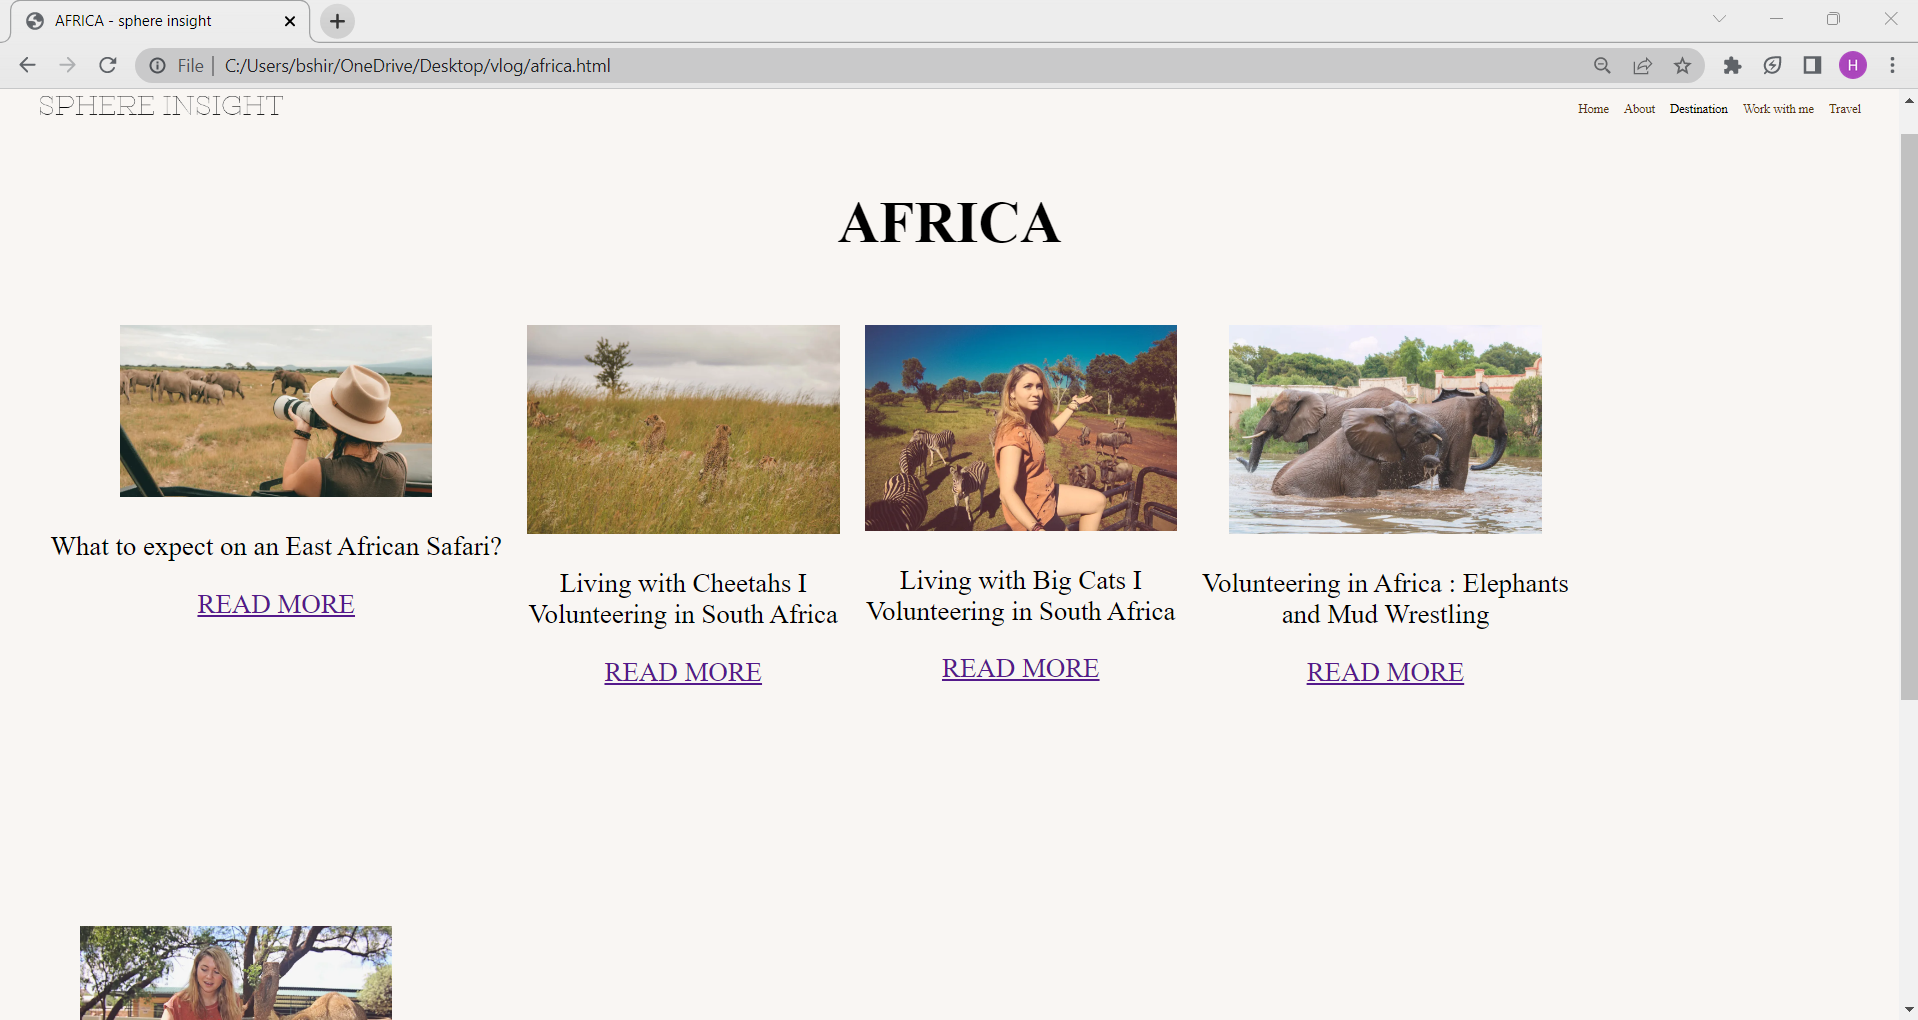 AFRICA - sphere insight
File | C:/Users/bshir/OneDrive/Desktop/vlog/africa.html
H
SPHERE INSIGHT
Home About Destination Work with me Travel
AFRICA
What to expect on an East African Safari?
READ MORE
Living with Cheetahs I
Volunteering in South Africa
READ MORE
Living with Big Cats I
Volunteering in South Africa
READ MORE
Volunteering in Africa : Elephants
and Mud Wrestling
READ MORE